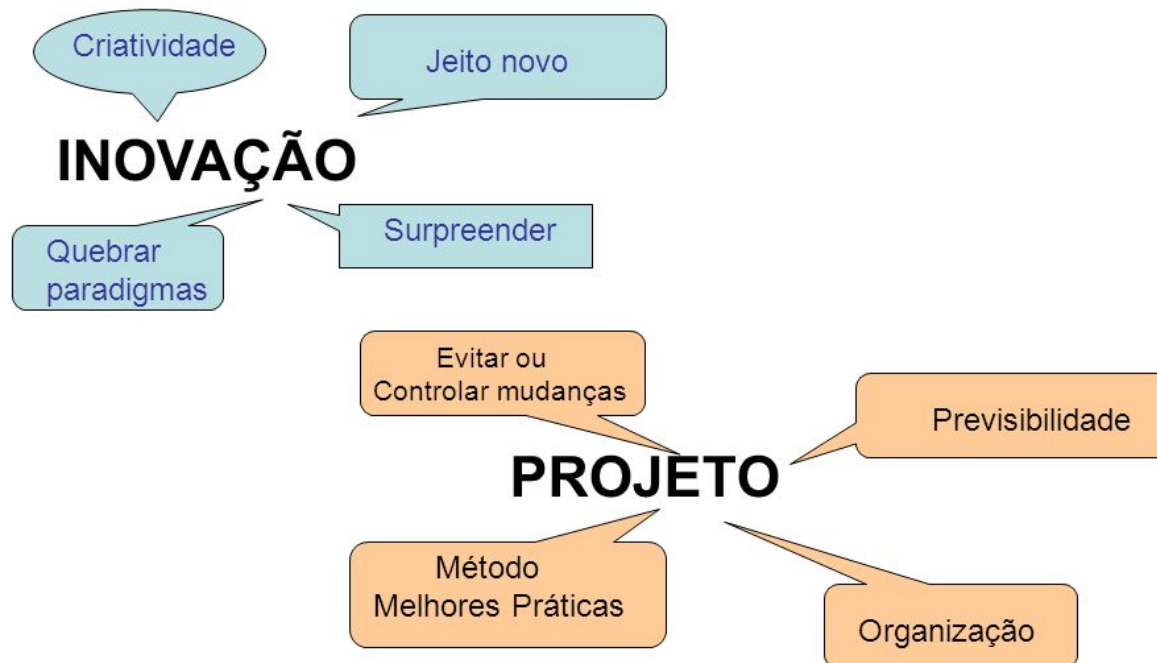 Criatividade
Jeito novo
INOVAÇÃO
Quebrar
paradigmas
Surpreender
Evitar ou
Controlar mudanças
Previsibilidade
PROJETO
Método
Melhores Práticas
Organização